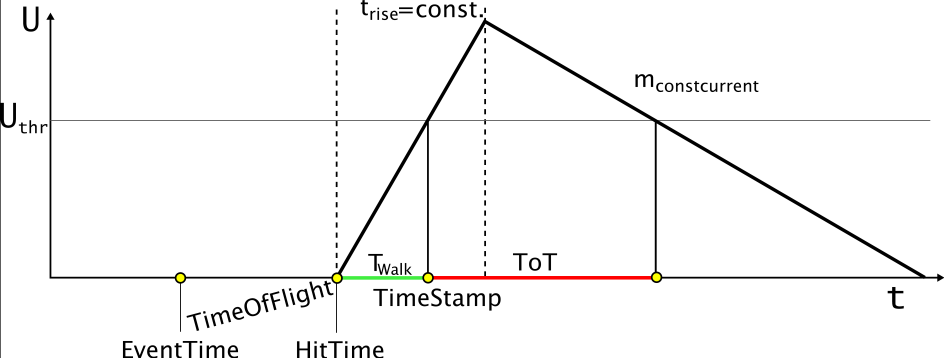 t_rise=const.
U
m_constcurrent
U_thr
T_Walk
ToT
TimeOfFlight
TimeStamp
t
EventTime
HitTime